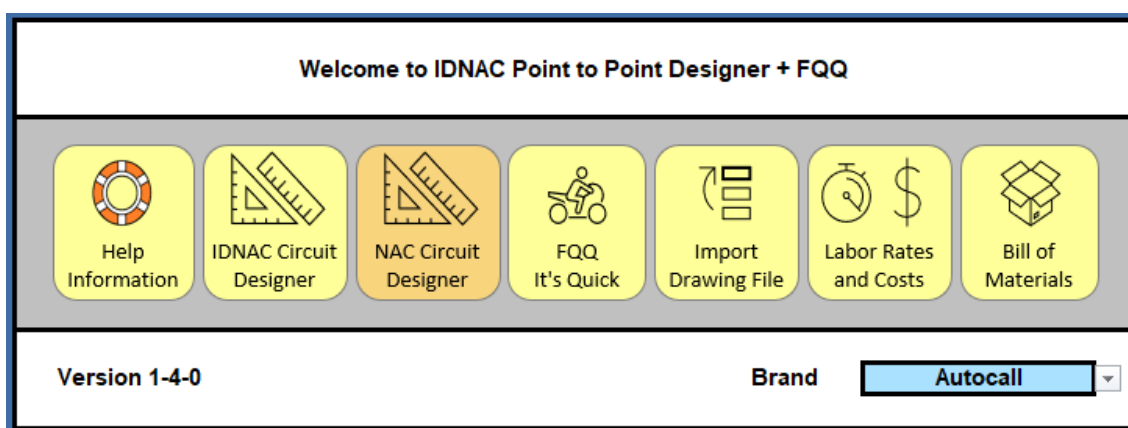 Welcome to IDNAC Point to Point Designer + FQQ
Help
Information
IDNAC Circuit
Designer
NAC Circuit
Designer
FQQ
It's Quick
Import
Drawing File
Labor Rates
and Costs
Bill of
Materials
Version 1-4-0
Brand
Autocall